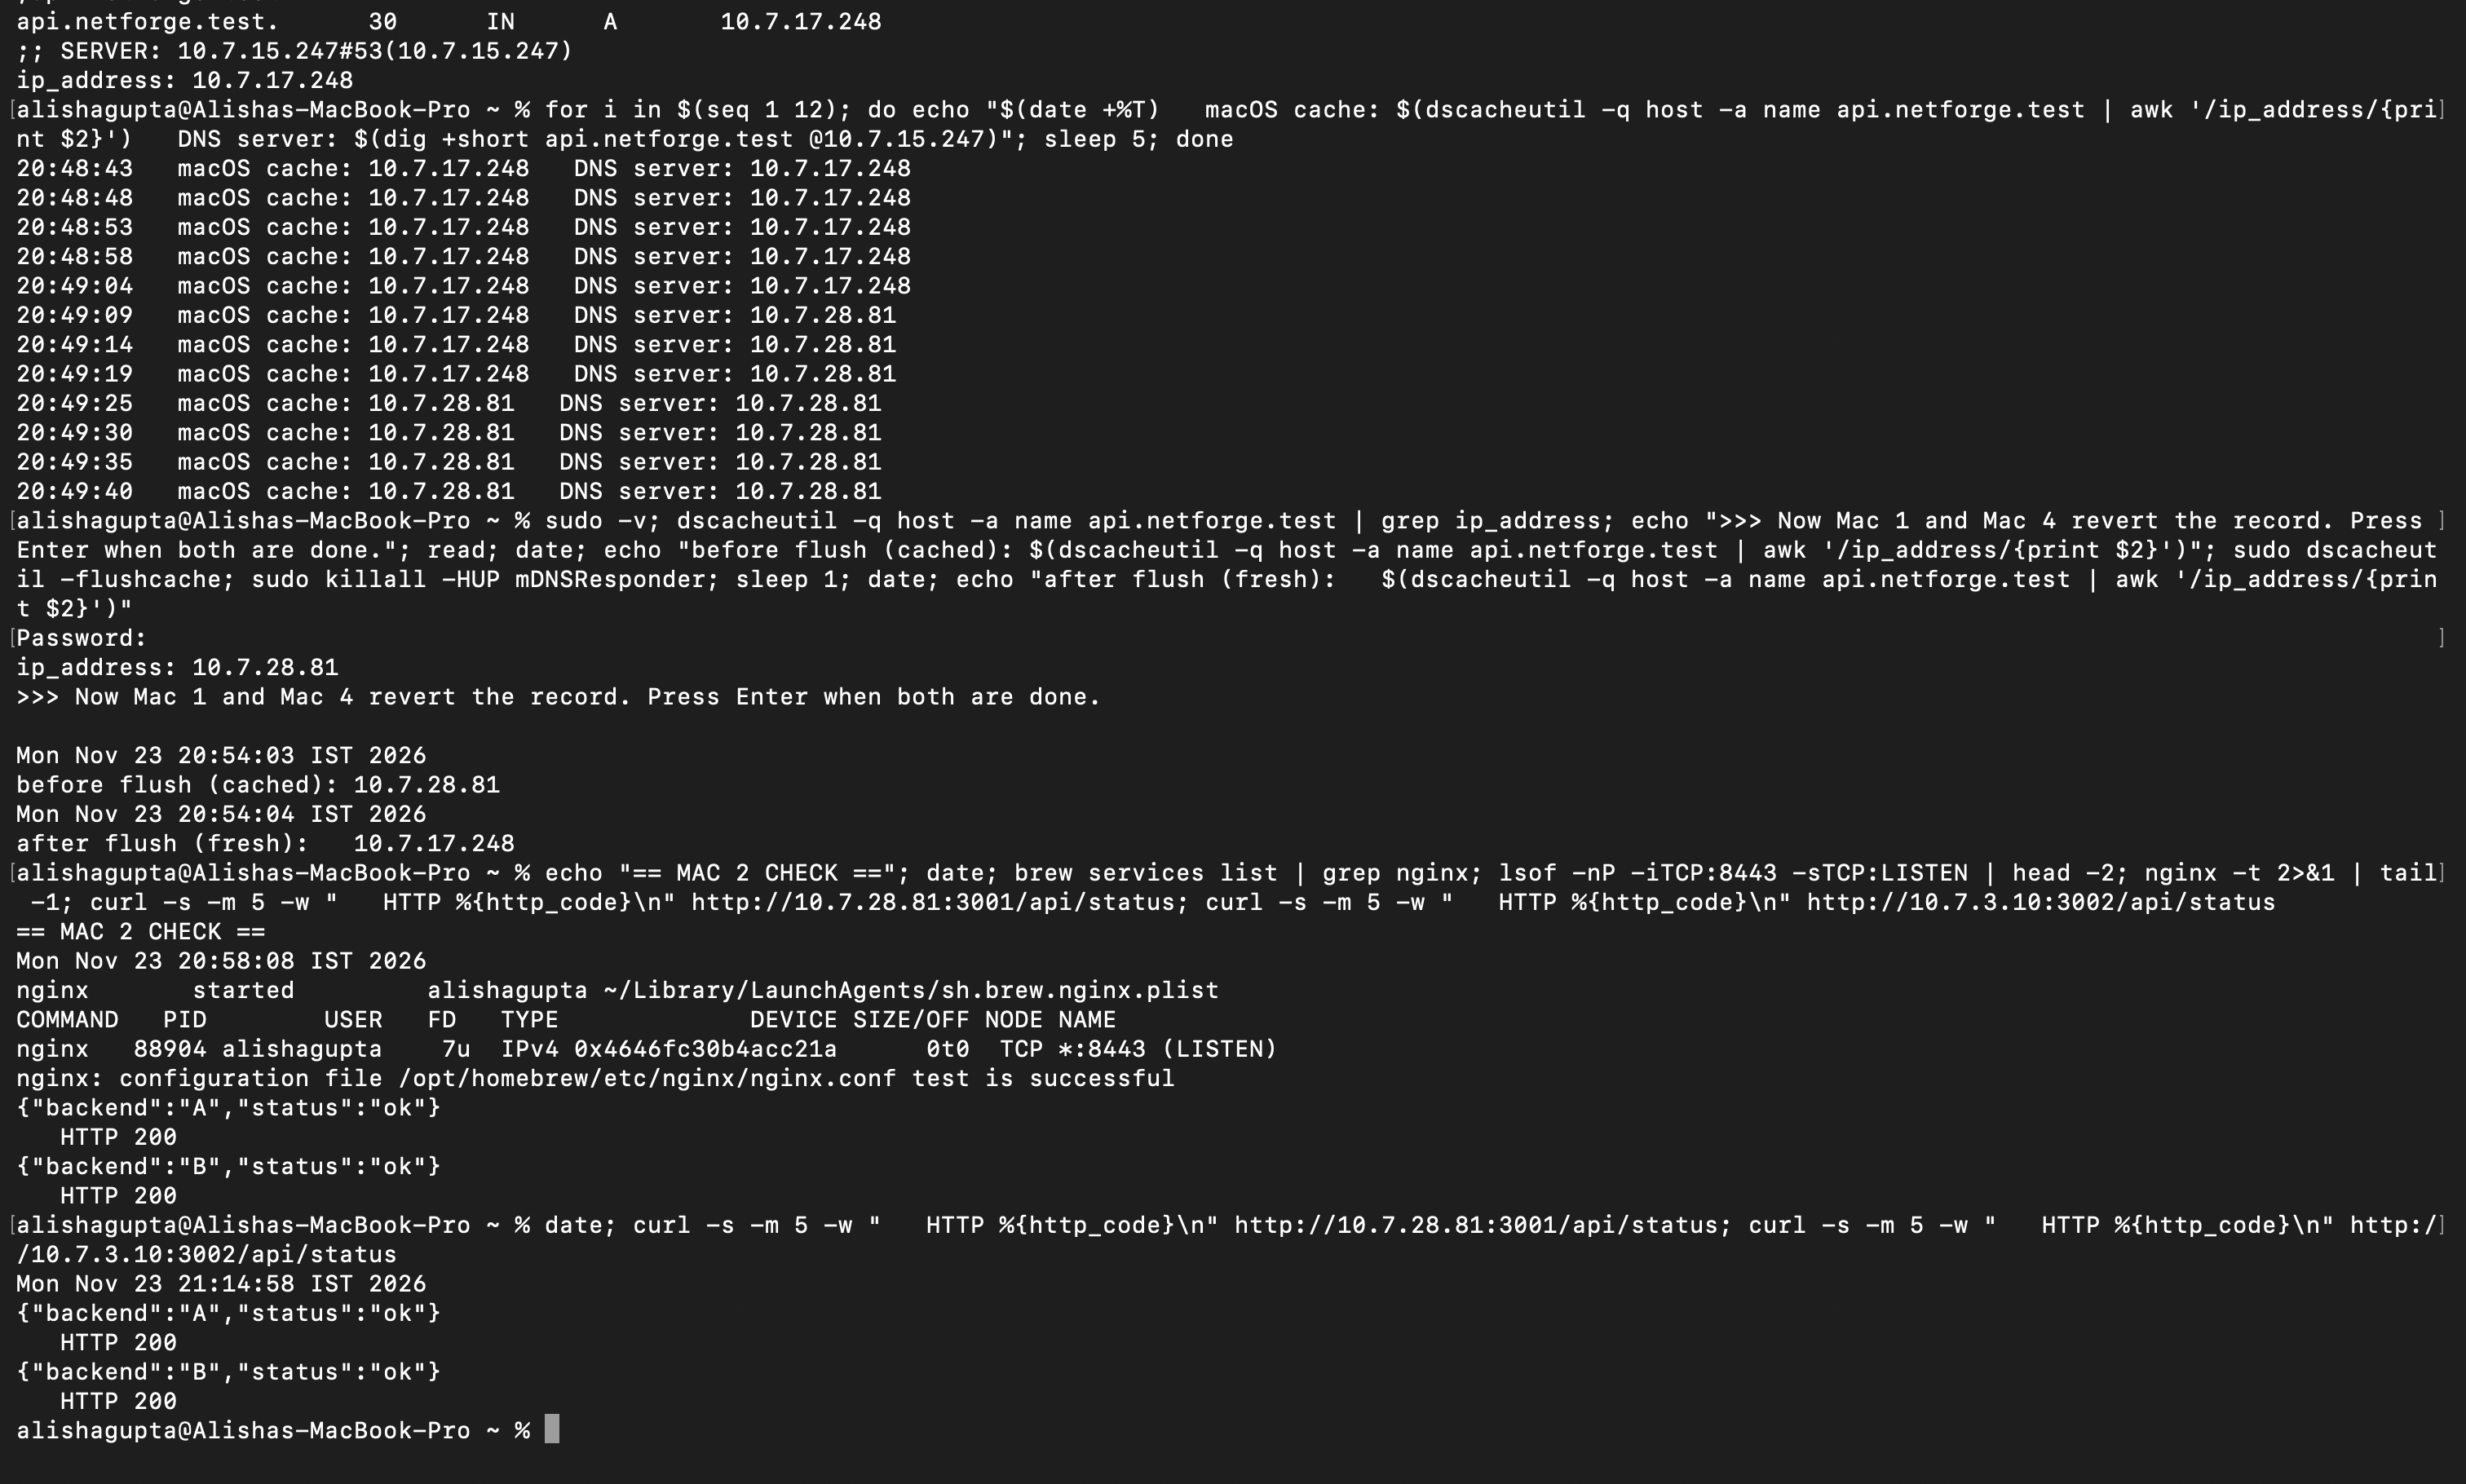 api.netforge.test.      30      IN      A       10.7.17.248
;; SERVER: 10.7.15.247#53(10.7.15.247)
ip_address: 10.7.17.248
[alishagupta@Alishas-MacBook-Pro ~ % for i in $(seq 1 12); do echo "$(date +%T)   macOS cache: $(dscacheutil -q host -a name api.netforge.test | awk '/ip_address/{pri]
nt $2}')   DNS server: $(dig +short api.netforge.test @10.7.15.247)"; sleep 5; done
20:48:43   macOS cache: 10.7.17.248   DNS server: 10.7.17.248
20:48:48   macOS cache: 10.7.17.248   DNS server: 10.7.17.248
20:48:53   macOS cache: 10.7.17.248   DNS server: 10.7.17.248
20:48:58   macOS cache: 10.7.17.248   DNS server: 10.7.17.248
20:49:04   macOS cache: 10.7.17.248   DNS server: 10.7.17.248
20:49:09   macOS cache: 10.7.17.248   DNS server: 10.7.28.81
20:49:14   macOS cache: 10.7.17.248   DNS server: 10.7.28.81
20:49:19   macOS cache: 10.7.17.248   DNS server: 10.7.28.81
20:49:25   macOS cache: 10.7.28.81   DNS server: 10.7.28.81
20:49:30   macOS cache: 10.7.28.81   DNS server: 10.7.28.81
20:49:35   macOS cache: 10.7.28.81   DNS server: 10.7.28.81
20:49:40   macOS cache: 10.7.28.81   DNS server: 10.7.28.81
[alishagupta@Alishas-MacBook-Pro ~ % sudo -v; dscacheutil -q host -a name api.netforge.test | grep ip_address; echo ">>> Now Mac 1 and Mac 4 revert the record. Press ]
Enter when both are done."; read; date; echo "before flush (cached): $(dscacheutil -q host -a name api.netforge.test | awk '/ip_address/{print $2}')"; sudo dscacheut
il -flushcache; sudo killall -HUP mDNSResponder; sleep 1; date; echo "after flush (fresh):   $(dscacheutil -q host -a name api.netforge.test | awk '/ip_address/{prin
t $2}')"
[Password: ]
ip_address: 10.7.28.81
>>> Now Mac 1 and Mac 4 revert the record. Press Enter when both are done.
Mon Nov 23 20:54:03 IST 2026
before flush (cached): 10.7.28.81
Mon Nov 23 20:54:04 IST 2026
after flush (fresh):   10.7.17.248
[alishagupta@Alishas-MacBook-Pro ~ % echo "== MAC 2 CHECK =="; date; brew services list | grep nginx; lsof -nP -iTCP:8443 -sTCP:LISTEN | head -2; nginx -t 2>&1 | tail]
 -1; curl -s -m 5 -w "   HTTP %{http_code}\n" http://10.7.28.81:3001/api/status; curl -s -m 5 -w "   HTTP %{http_code}\n" http://10.7.3.10:3002/api/status
== MAC 2 CHECK ==
Mon Nov 23 20:58:08 IST 2026
nginx       started         alishagupta ~/Library/LaunchAgents/sh.brew.nginx.plist
COMMAND   PID        USER   FD   TYPE             DEVICE SIZE/OFF NODE NAME
nginx   88904 alishagupta    7u  IPv4 0x4646fc30b4acc21a      0t0  TCP *:8443 (LISTEN)
nginx: configuration file /opt/homebrew/etc/nginx/nginx.conf test is successful
{"backend":"A","status":"ok"}
   HTTP 200
{"backend":"B","status":"ok"}
   HTTP 200
[alishagupta@Alishas-MacBook-Pro ~ % date; curl -s -m 5 -w "   HTTP %{http_code}\n" http://10.7.28.81:3001/api/status; curl -s -m 5 -w "   HTTP %{http_code}\n" http:/]
/10.7.3.10:3002/api/status
Mon Nov 23 21:14:58 IST 2026
{"backend":"A","status":"ok"}
   HTTP 200
{"backend":"B","status":"ok"}
   HTTP 200
alishagupta@Alishas-MacBook-Pro ~ %